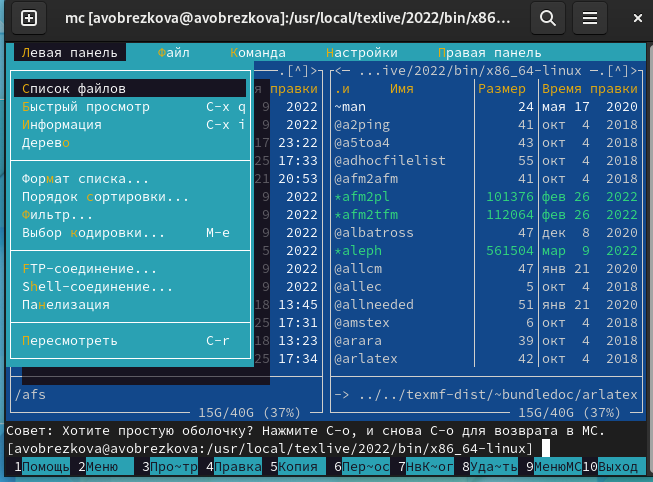 mc [avobrezkova@avobrezkova]:/usr/local/texlive/2022/bin/x86...
Левая панель Файл Команда Настройки Правая панель
.[^]>
<— ...ive/2022/bin/x86_64-linux —.[^]>
Список файлов
Быстрый просмотр C-x q
Информация C-x i
Дерево
Формат списка...
Порядок сортировки...
Фильтр...
Выбор кодировки... M-e
FTP-соединение...
Shell-соединение...
Панелизация
Пересмотреть C-r
я правки
9 2022
9 2022
17 23:22
25 17:33
21 20:53
9 2022
9 2022
9 2022
5 2022
9 2022
9 2022
18 13:45
25 17:31
18 13:23
25 17:34
.и Имя Размер Время правки
~man 24 мая 17 2020
@a2ping 41 окт 4 2018
@a5toa4 43 окт 4 2018
@adhocfilelist 55 окт 4 2018
@afm2afm 41 окт 4 2018
*afm2pl 101376 фев 26 2022
*afm2tfm 112064 фев 26 2022
@albatross 47 дек 8 2020
*aleph 561504 мар 9 2022
@allcm 47 янв 21 2020
@allec 5 окт 4 2018
@allneeded 51 янв 21 2020
@amstex 6 окт 4 2018
@arara 39 окт 4 2018
@arlatex 42 окт 4 2018
/afs
-> ../../texmf-dist/~bundledoc/arlatex
15G/40G (37%)
15G/40G (37%)
Совет: Хотите простую оболочку? Нажмите C-o, и снова C-o для возврата в MC.
[avobrezkova@avobrezkova:/usr/local/texlive/2022/bin/x86_64-linux]
1Помощь 2Меню 3Про~тр 4Правка 5Копия 6Пер~ос 7НвК~ог 8Уда~ть 9МенюMC 10Выход